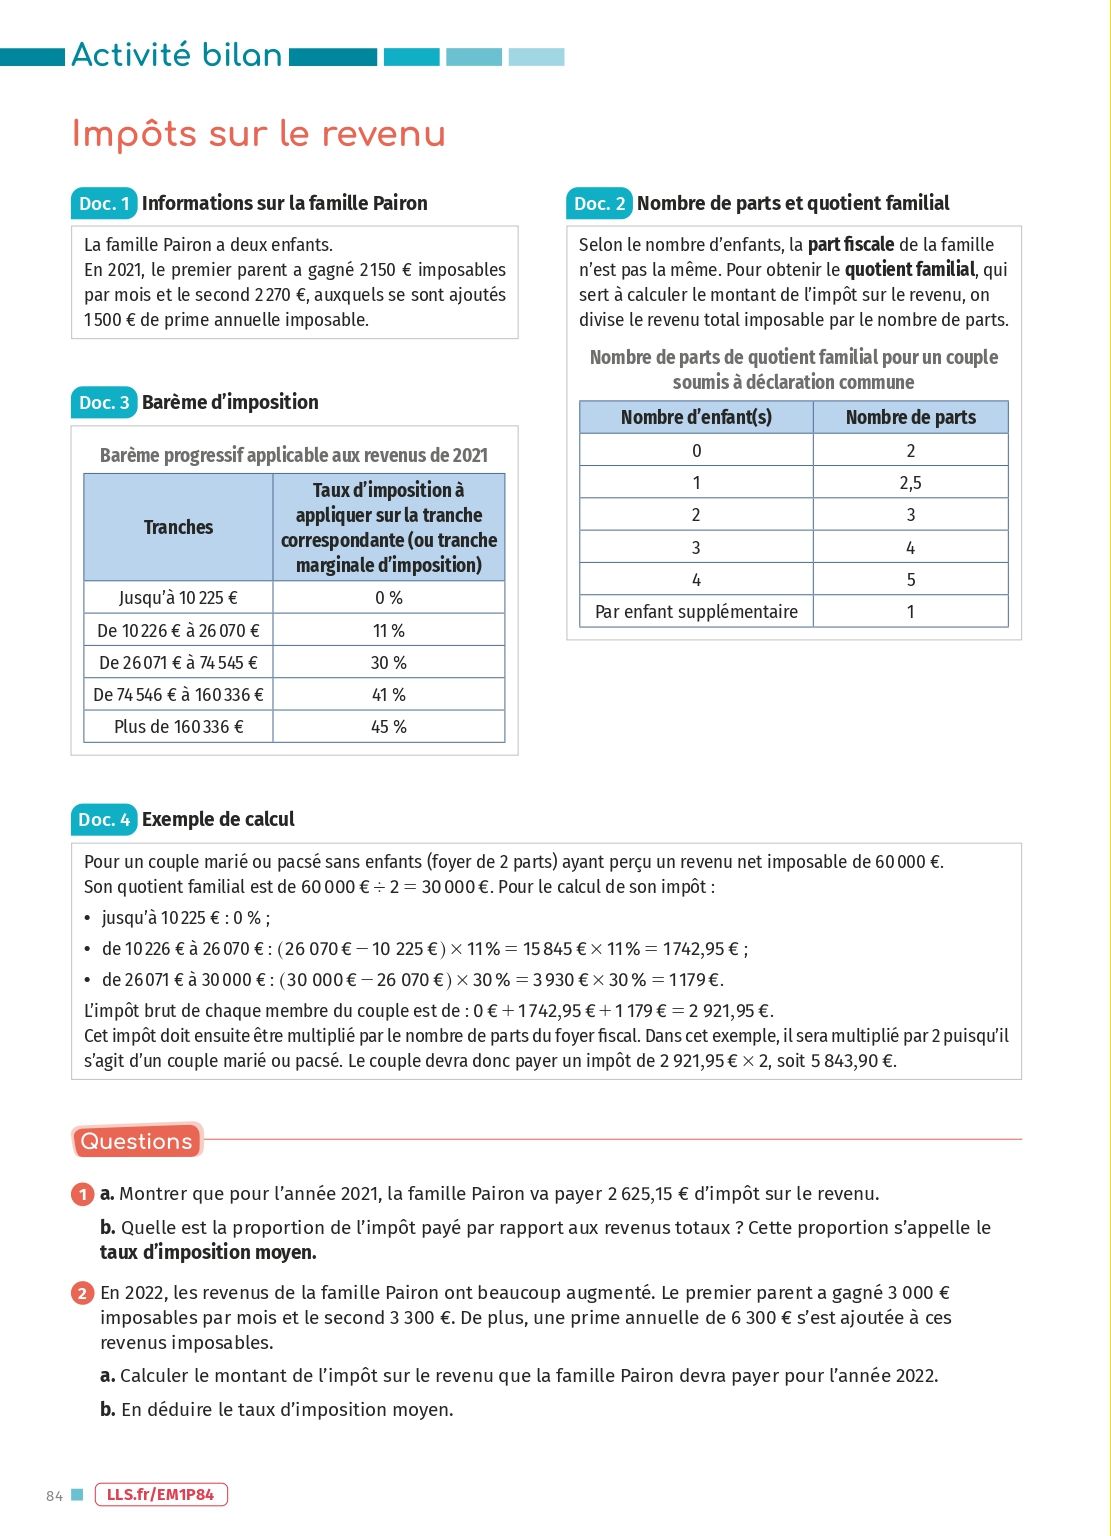 Activité bilan
Impôts sur le revenu
Doc. 1 Informations sur la famille Pairon
La famille Pairon a deux enfants.
En 2021, le premier parent a gagné 2 150 € imposables
par mois et le second 2 270 €, auxquels se sont ajoutés
1 500 € de prime annuelle imposable.
Doc. 2 Nombre de parts et quotient familial
Selon le nombre d’enfants, la part fiscale de la famille
n’est pas la même. Pour obtenir le quotient familial, qui
sert à calculer le montant de l’impôt sur le revenu, on
divise le revenu total imposable par le nombre de parts.
Nombre de parts de quotient familial pour un couple
soumis à déclaration commune
Nombre d’enfant(s) Nombre de parts
0 2
1 2,5
2 3
3 4
4 5
Par enfant supplémentaire 1
Doc. 3 Barème d’imposition
Barème progressif applicable aux revenus de 2021
Tranches
Taux d’imposition à
appliquer sur la tranche
correspondante (ou tranche
marginale d’imposition)
Jusqu’à 10 225 € 0 %
De 10 226 € à 26 070 € 11 %
De 26 071 € à 74 545 € 30 %
De 74 546 € à 160 336 € 41 %
Plus de 160 336 € 45 %
Doc. 4 Exemple de calcul
Pour un couple marié ou pacsé sans enfants (foyer de 2 parts) ayant perçu un revenu net imposable de 60 000 €.
Son quotient familial est de 60 000 € ÷ 2 = 30 000 €. Pour le calcul de son impôt :
• jusqu’à 10 225 € : 0 % ;
• de 10 226 € à 26 070 € : (26 070 € − 10 225 €) × 11 % = 15 845 € × 11 % = 1 742,95 € ;
• de 26 071 € à 30 000 € : (30 000 € − 26 070 €) × 30 % = 3 930 € × 30 % = 1 179 €.
L’impôt brut de chaque membre du couple est de : 0 € + 1 742,95 € + 1 179 € = 2 921,95 €.
Cet impôt doit ensuite être multiplié par le nombre de parts du foyer fiscal. Dans cet exemple, il sera multiplié par 2 puisqu’il
s’agit d’un couple marié ou pacsé. Le couple devra donc payer un impôt de 2 921,95 € × 2, soit 5 843,90 €.
Questions
1 a. Montrer que pour l’année 2021, la famille Pairon va payer 2 625,15 € d’impôt sur le revenu.
b. Quelle est la proportion de l’impôt payé par rapport aux revenus totaux ? Cette proportion s’appelle le
taux d’imposition moyen.
2 En 2022, les revenus de la famille Pairon ont beaucoup augmenté. Le premier parent a gagné 3 000 €
imposables par mois et le second 3 300 €. De plus, une prime annuelle de 6 300 € s’est ajoutée à ces
revenus imposables.
a. Calculer le montant de l’impôt sur le revenu que la famille Pairon devra payer pour l’année 2022.
b. En déduire le taux d’imposition moyen.
84 LLS.fr/EM1P84